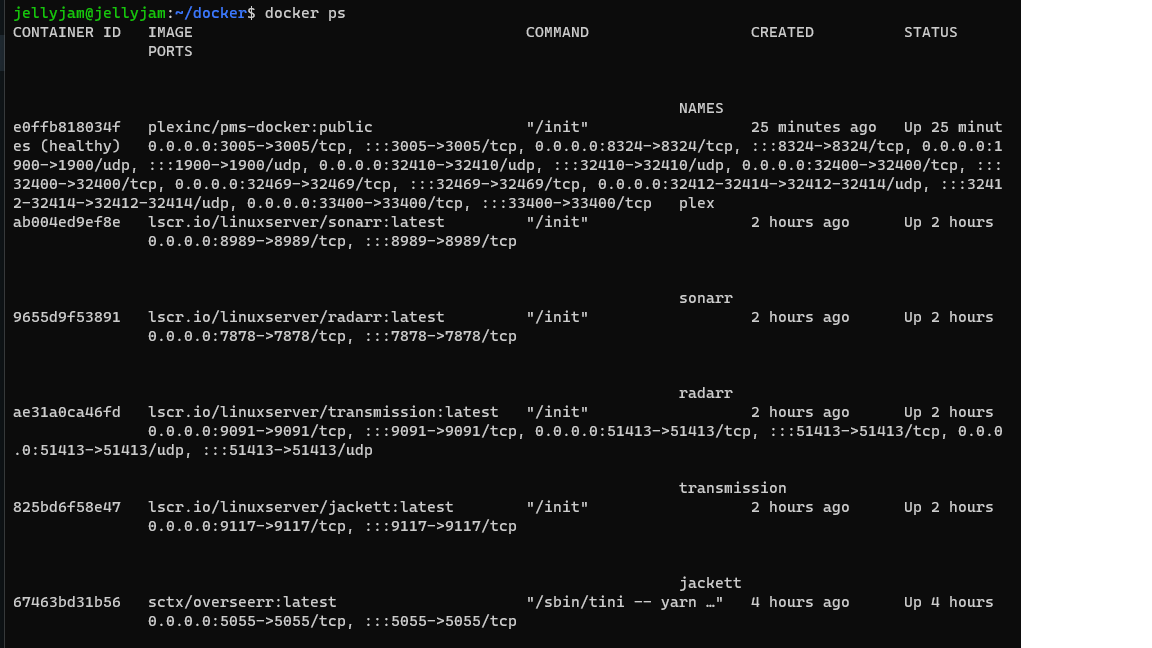 jellyjam@jellyjam:~/docker$ docker ps
CONTAINER ID   IMAGE                                     COMMAND                  CREATED          STATUS
               PORTS
                                                                          NAMES
e0ffb818034f   plexinc/pms-docker:public                 "/init"                  25 minutes ago   Up 25 minut
es (healthy)   0.0.0.0:3005->3005/tcp, :::3005->3005/tcp, 0.0.0.0:8324->8324/tcp, :::8324->8324/tcp, 0.0.0.0:1
900->1900/udp, :::1900->1900/udp, 0.0.0.0:32410->32410/udp, :::32410->32410/udp, 0.0.0.0:32400->32400/tcp, :::
32400->32400/tcp, 0.0.0.0:32469->32469/tcp, :::32469->32469/tcp, 0.0.0.0:32412-32414->32412-32414/udp, :::3241
2-32414->32412-32414/udp, 0.0.0.0:33400->33400/tcp, :::33400->33400/tcp   plex
ab004ed9ef8e   lscr.io/linuxserver/sonarr:latest         "/init"                  2 hours ago      Up 2 hours
               0.0.0.0:8989->8989/tcp, :::8989->8989/tcp
                                                                          sonarr
9655d9f53891   lscr.io/linuxserver/radarr:latest         "/init"                  2 hours ago      Up 2 hours
               0.0.0.0:7878->7878/tcp, :::7878->7878/tcp
                                                                          radarr
ae31a0ca46fd   lscr.io/linuxserver/transmission:latest   "/init"                  2 hours ago      Up 2 hours
               0.0.0.0:9091->9091/tcp, :::9091->9091/tcp, 0.0.0.0:51413->51413/tcp, :::51413->51413/tcp, 0.0.0
.0:51413->51413/udp, :::51413->51413/udp
                                                                          transmission
825bd6f58e47   lscr.io/linuxserver/jackett:latest        "/init"                  2 hours ago      Up 2 hours
               0.0.0.0:9117->9117/tcp, :::9117->9117/tcp
                                                                          jackett
67463bd31b56   sctx/overseerr:latest                     "/sbin/tini -- yarn …"   4 hours ago      Up 4 hours
               0.0.0.0:5055->5055/tcp, :::5055->5055/tcp